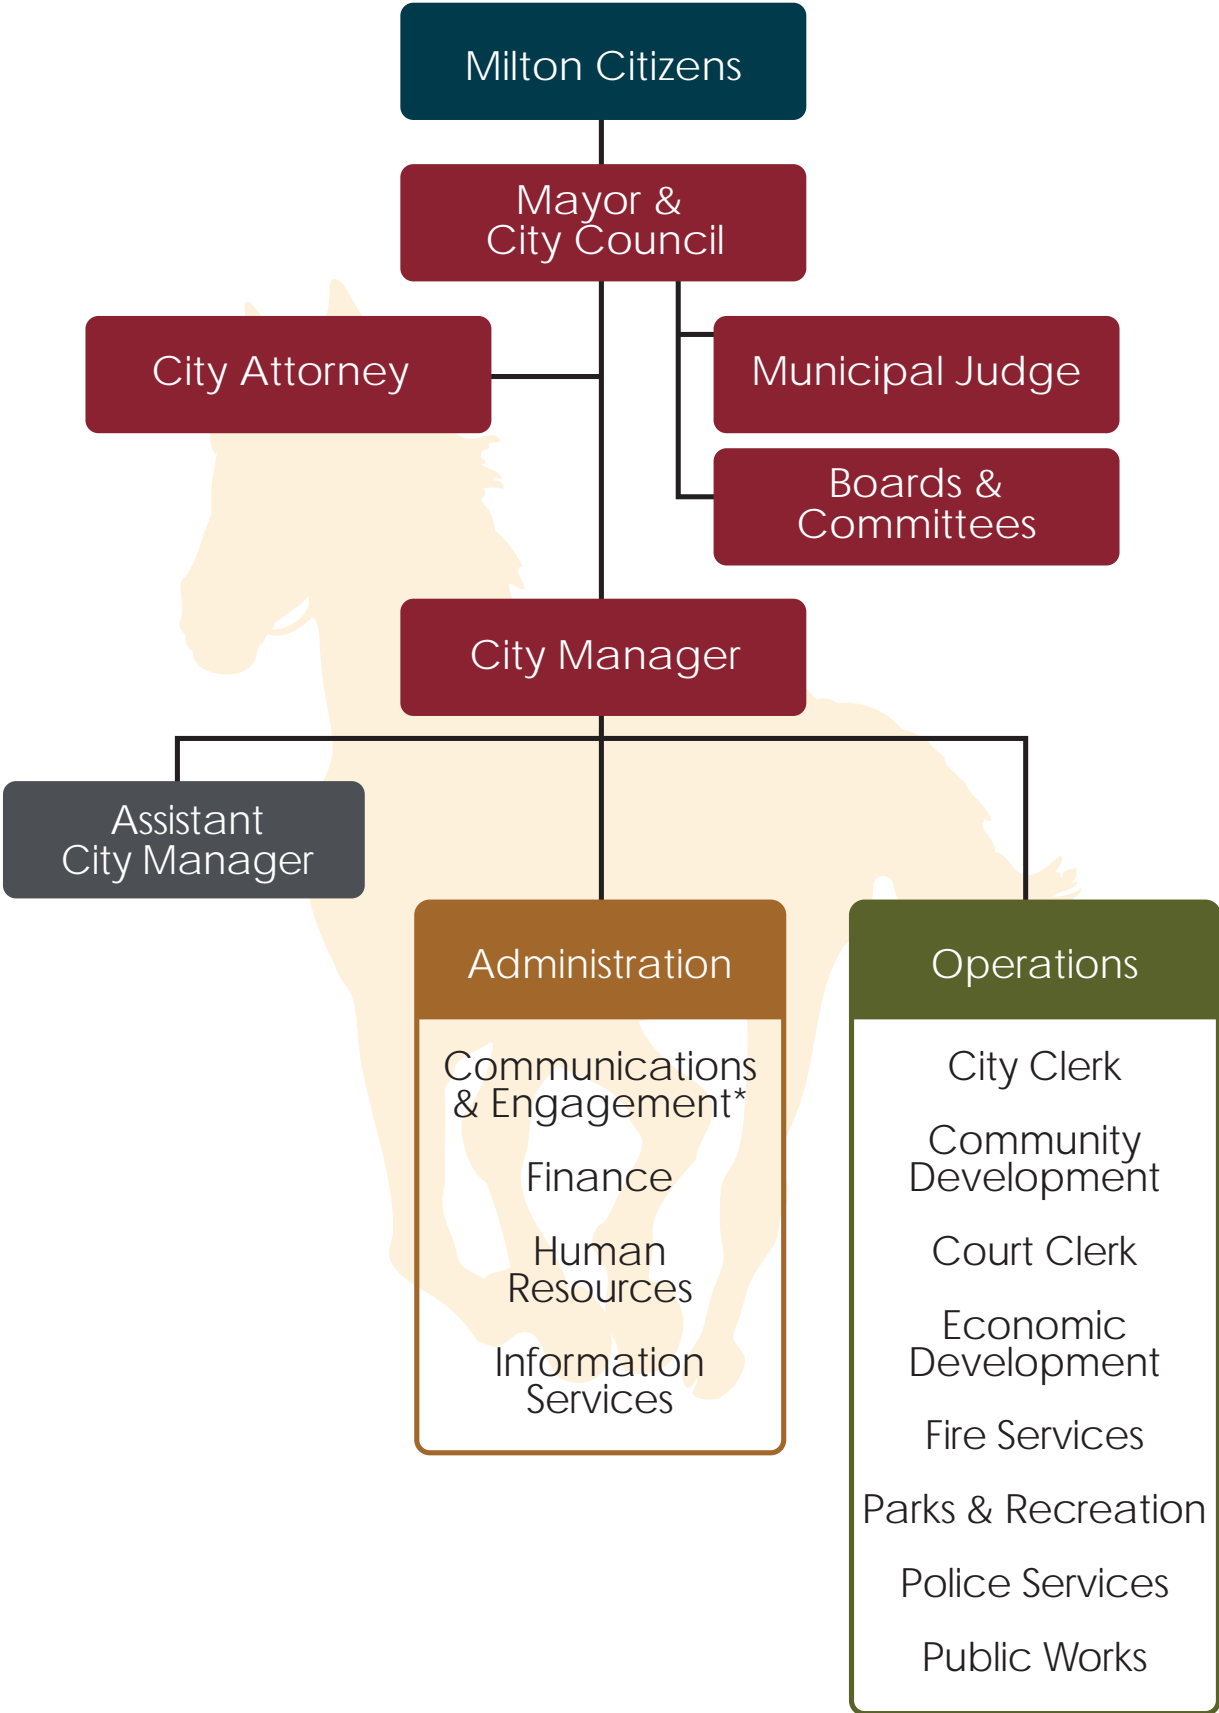 Milton Citizens
Mayor &
City Council
City Attorney
Municipal Judge
Boards &
Committees
City Manager
Assistant
City Manager
Administration
Communications
& Engagement*
Finance
Human
Resources
Information
Services
Operations
City Clerk
Community
Development
Court Clerk
Economic
Development
Fire Services
Parks & Recreation
Police Services
Public Works